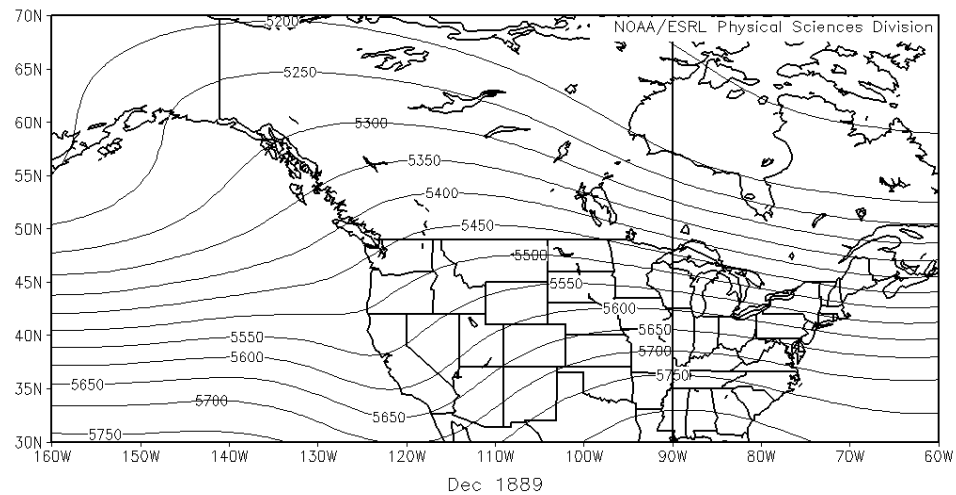 70N
5200
NOAA/ESRL Physical Sciences Division
65N
5250
60N
5300
55N
5350
5400
50N
5450
5500
45N
5550
5600
40N
5550
5650
5600
5700
35N
5650
5750
5700
5650
5750
30N
160W 150W 140W 130W 120W 110W 100W 90W 80W 70W 60W
Dec 1889